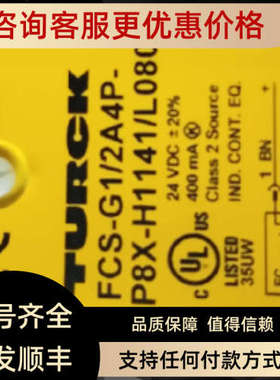 咨询客服更优惠价格
TURCK
FCS-G1/2A4P-
P8X-H1141/L080
24 VDC ±20%
400 mA
Class 2 Source
IND. CONT. EQ.
C UL US
LISTED
35UW
1 BN
号齐全
发顺丰
品质保障 值得信赖
支持任何付款方式